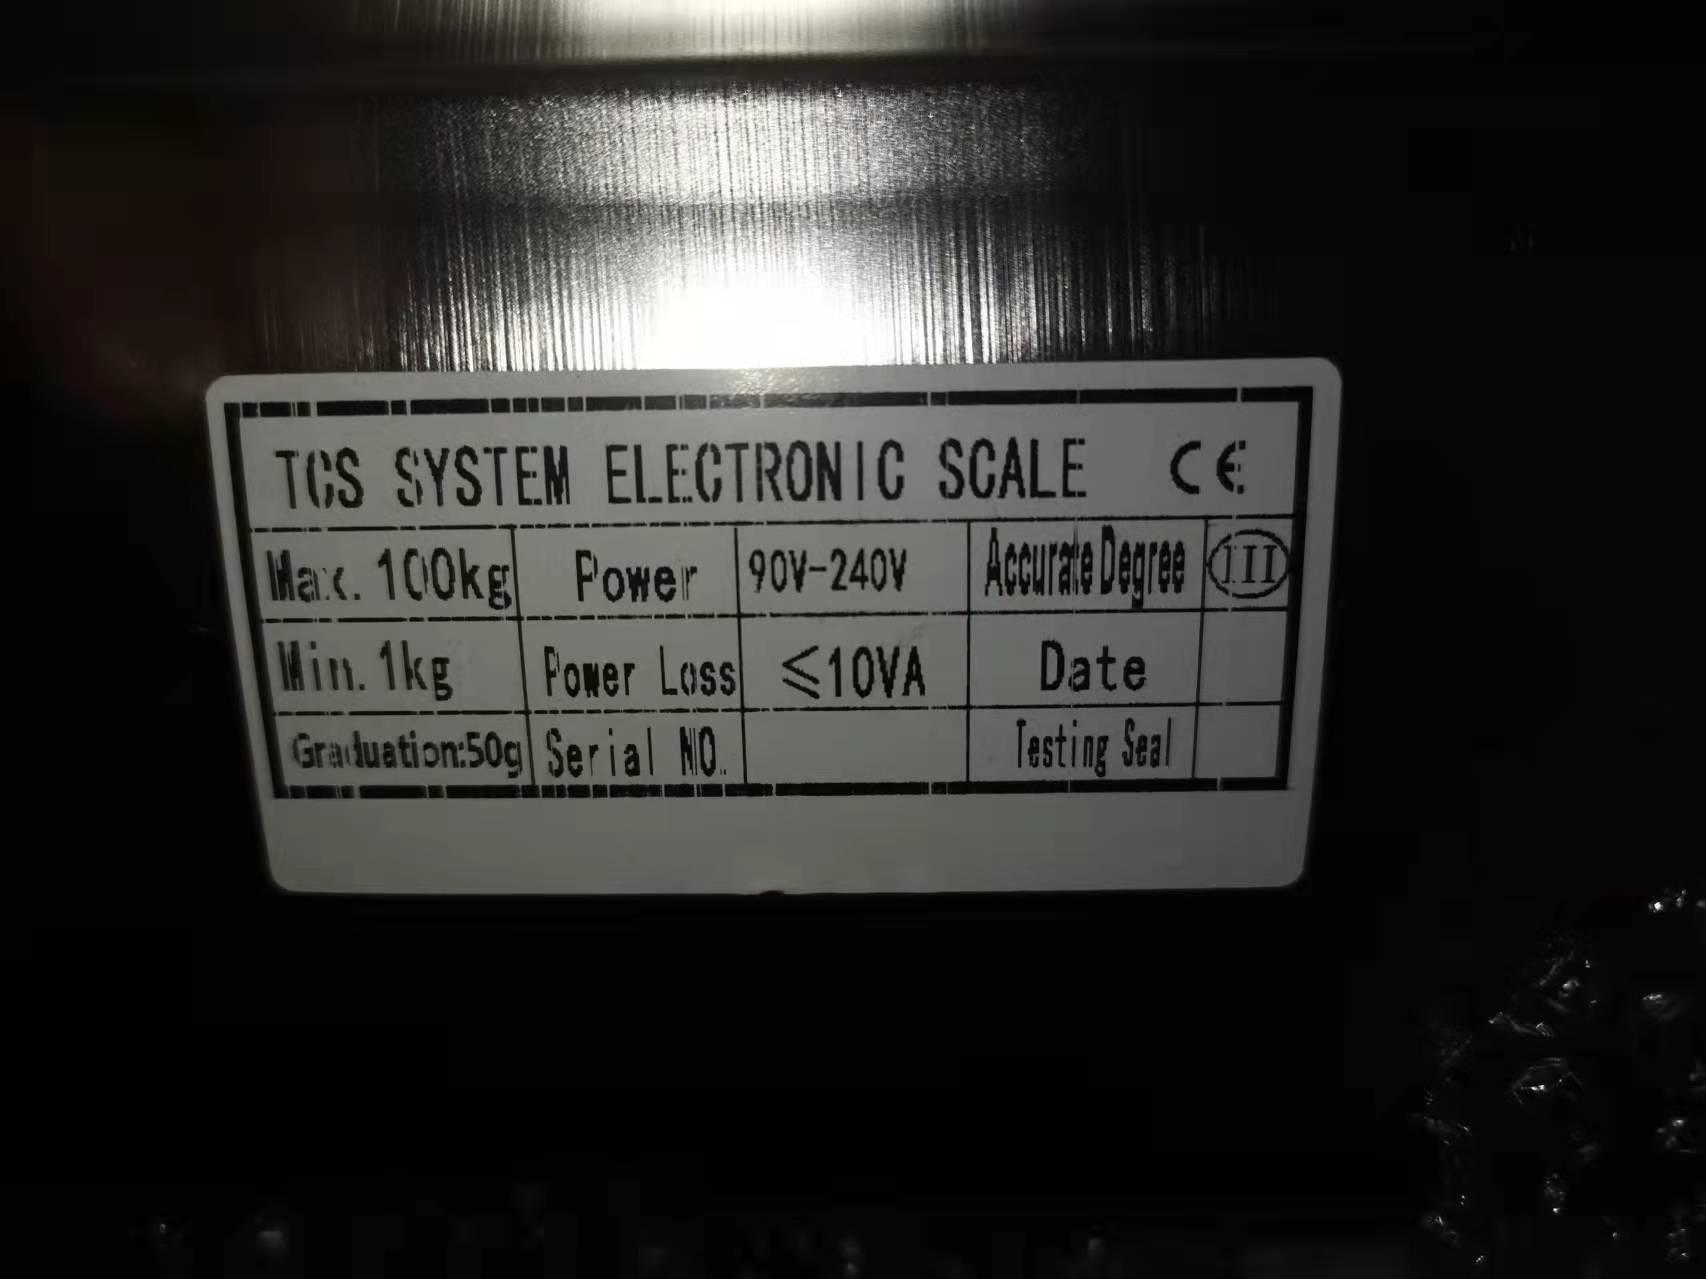 TCS SYSTEM ELECTRONIC SCALE CE
Max. 100kg Power 90V-240V Accurate Degree III
Min. 1kg Power Loss ≤10VA Date
Graduation:50g Serial NO. Testing Seal